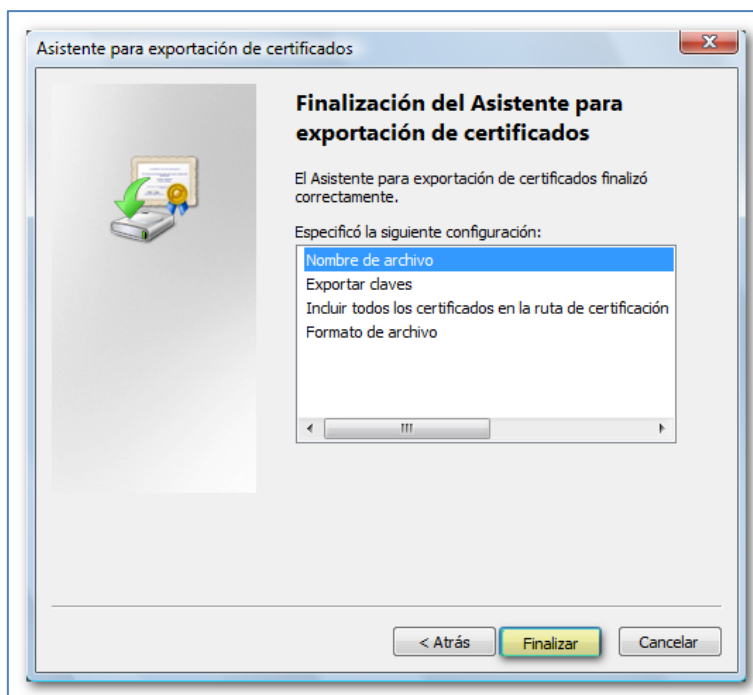 Asistente para exportación de certificados
Finalización del Asistente para
exportación de certificados
El Asistente para exportación de certificados finalizó
correctamente.
Especificó la siguiente configuración:
Nombre de archivo
Exportar claves
Incluir todos los certificados en la ruta de certificación
Formato de archivo
< Atrás
Finalizar
Cancelar